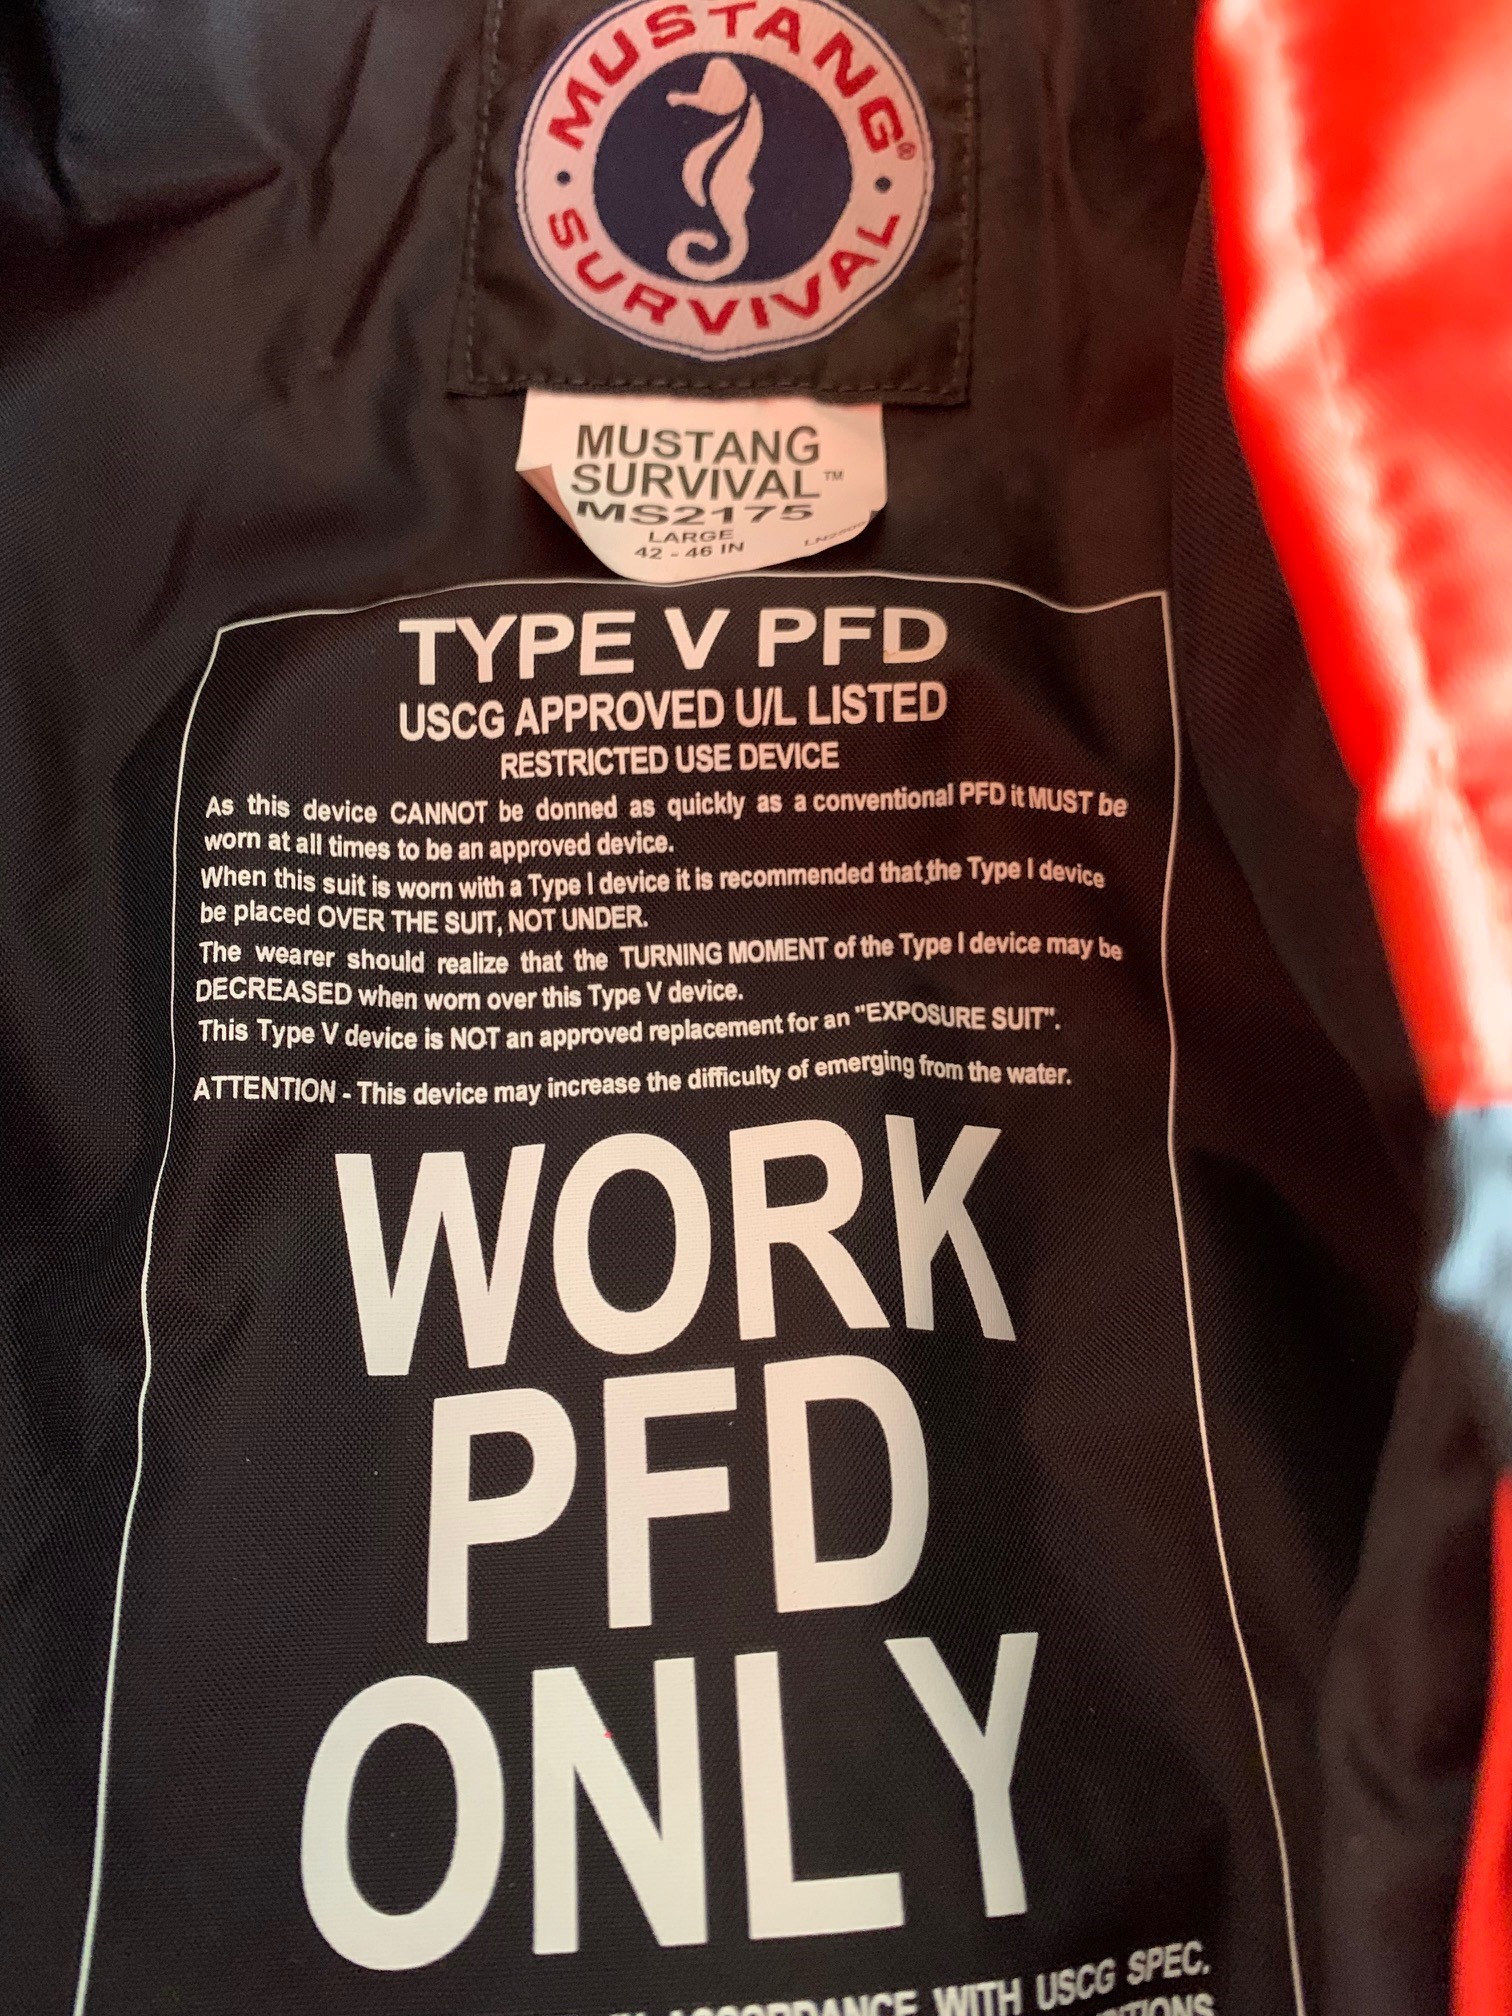 MUSTANG®
SURVIVAL
MUSTANG
SURVIVAL™
MS2175
LARGE
42 - 46 IN
TYPE V PFD
USCG APPROVED U/L LISTED
RESTRICTED USE DEVICE
As this device CANNOT be donned as quickly as a conventional PFD it MUST be
worn at all times to be an approved device.
When this suit is worn with a Type I device it is recommended that the Type I device
be placed OVER THE SUIT, NOT UNDER.
The wearer should realize that the TURNING MOMENT of the Type I device may be
DECREASED when worn over this Type V device.
This Type V device is NOT an approved replacement for an "EXPOSURE SUIT".
ATTENTION - This device may increase the difficulty of emerging from the water.
WORK
PFD
ONLY
ACCORDANCE WITH USCG SPEC.